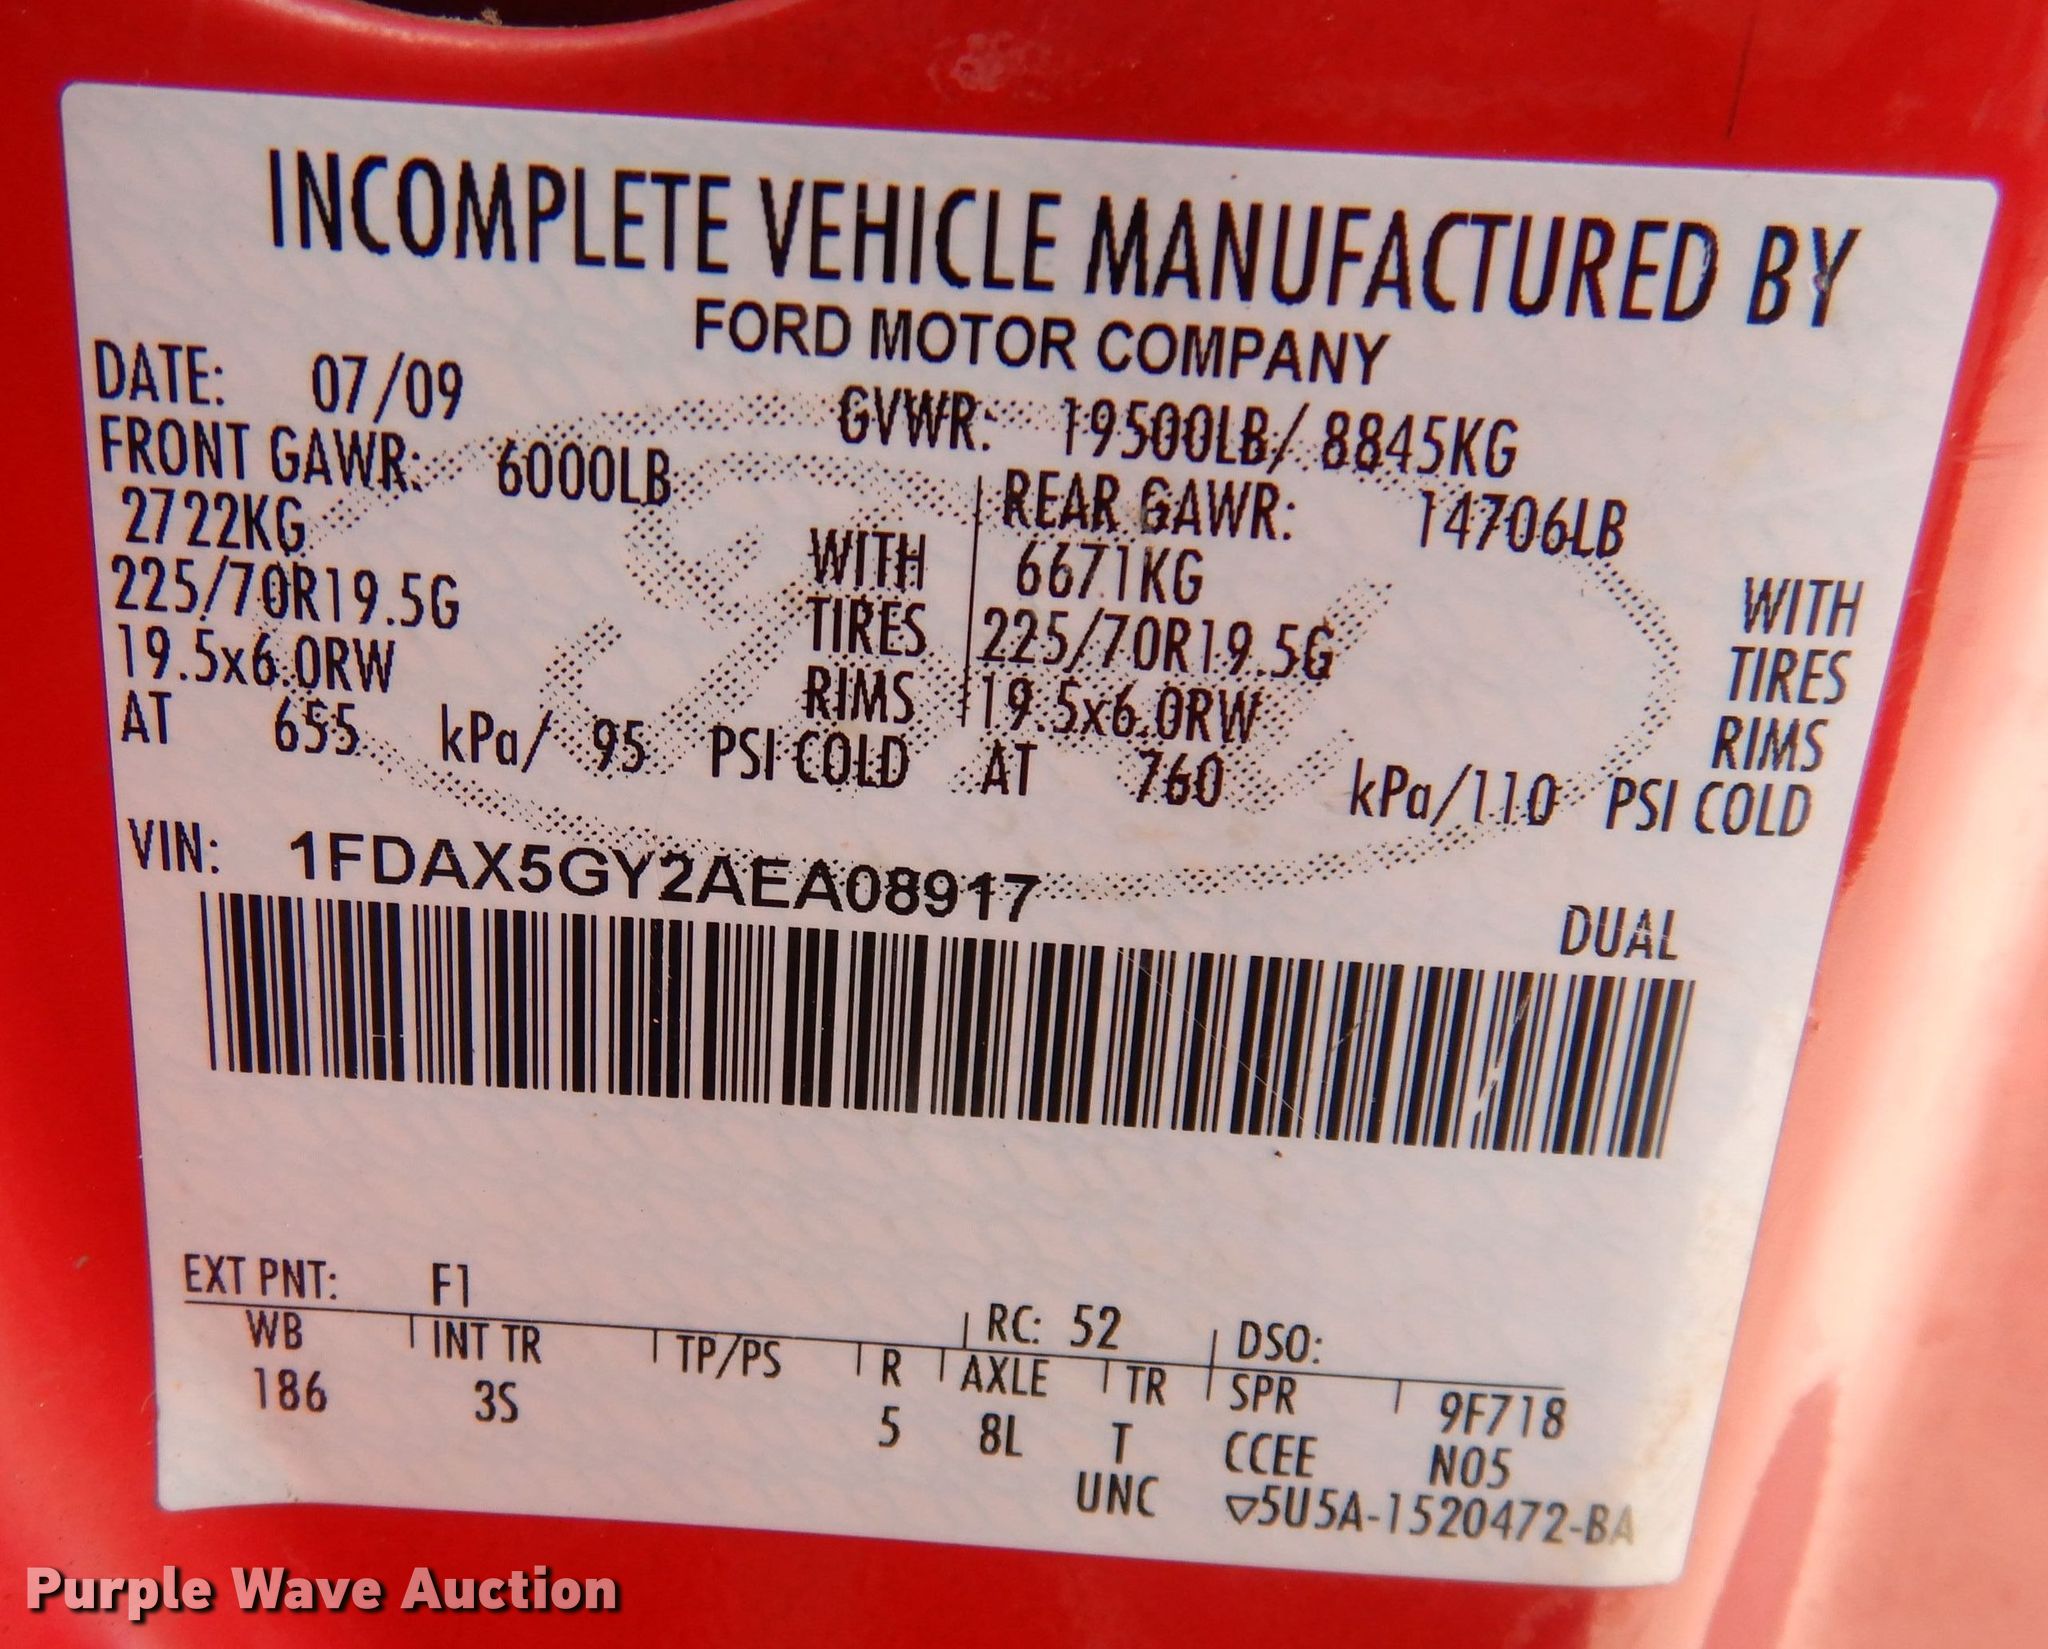 INCOMPLETE VEHICLE MANUFACTURED BY
FORD MOTOR COMPANY
DATE: 07/09 GVWR: 19500LB/ 8845KG
FRONT GAWR: 6000LB REAR GAWR: 14706LB
2722KG WITH 6671KG WITH
225/70R19.5G TIRES 225/70R19.5G TIRES
19.5x6.0RW RIMS 19.5x6.0RW RIMS
AT 655 kPa/ 95 PSI COLD AT 760 kPa/110 PSI COLD
VIN: 1FDAX5GY2AEA08917
DUAL
EXT PNT: F1 RC: 52 DSO:
WB INT TR TP/PS R AXLE TR SPR 9F718
186 3S 5 8L T CCEE N05
UNC ▽5U5A-1520472-BA
Purple Wave Auction